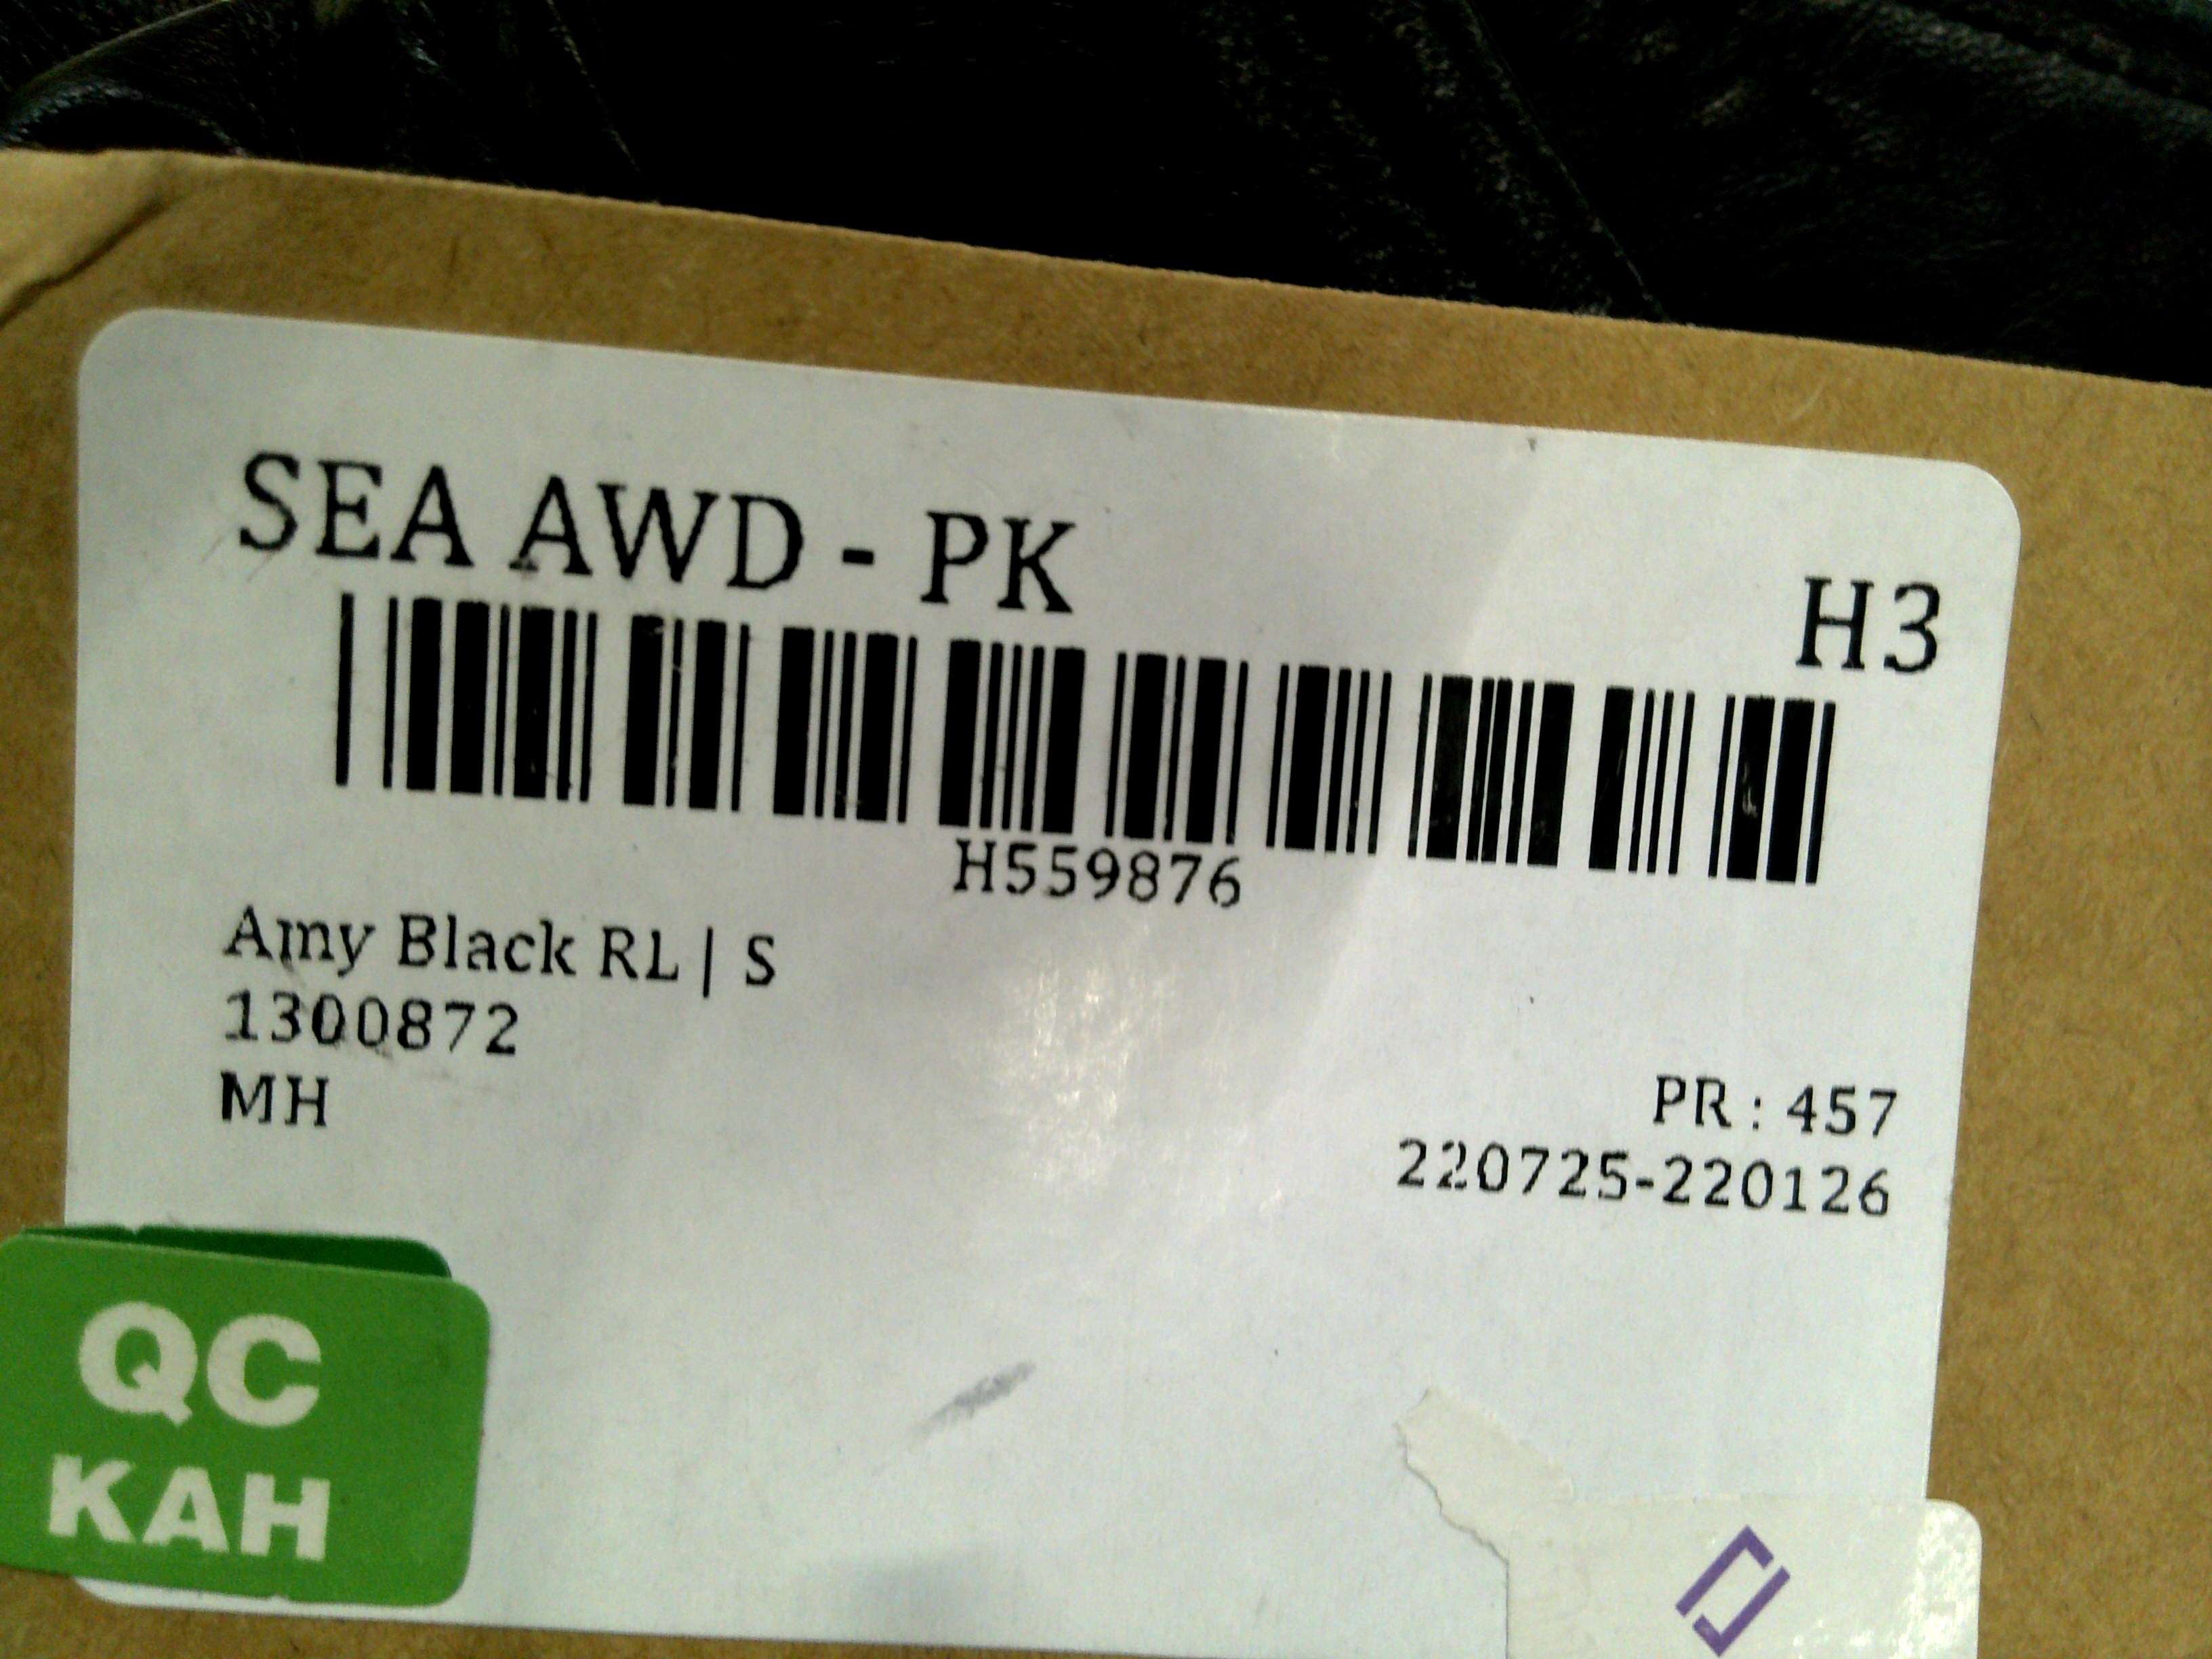 SEA AWD - PK
H3
H559876
Amy Black RL | S
1300872
MH
PR : 457
220725-220126
QC
KAH